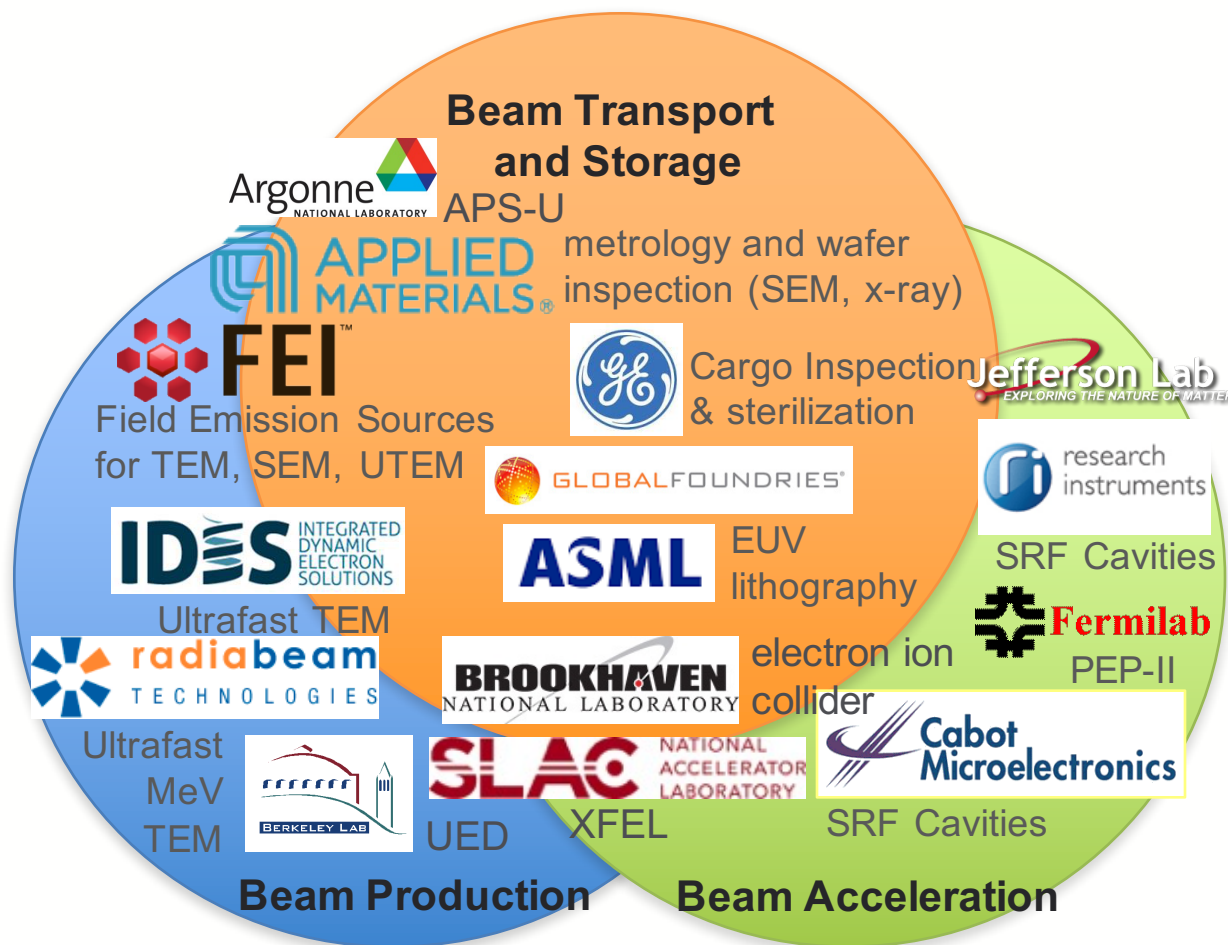 Beam Transport
and Storage
Argonne
NATIONAL LABORATORY
APS-U
APPLIED
MATERIALS®
metrology and wafer
inspection (SEM, x-ray)
FEI™
Field Emission Sources
for TEM, SEM, UTEM
GE
Cargo Inspection
& sterilization
Jefferson Lab
EXPLORING THE NATURE OF MATTER
GLOBALFOUNDRIES®
ri research
instruments
SRF Cavities
IDES INTEGRATED
DYNAMIC
ELECTRON
SOLUTIONS
Ultrafast TEM
ASML
EUV
lithography
Fermilab
PEP-II
radiabeam
TECHNOLOGIES
BROOKHAVEN
NATIONAL LABORATORY
electron ion
collider
Ultrafast
MeV
TEM
BERKELEY LAB
UED
SLAC NATIONAL
ACCELERATOR
LABORATORY
XFEL
Cabot
Microelectronics
SRF Cavities
Beam Production
Beam Acceleration